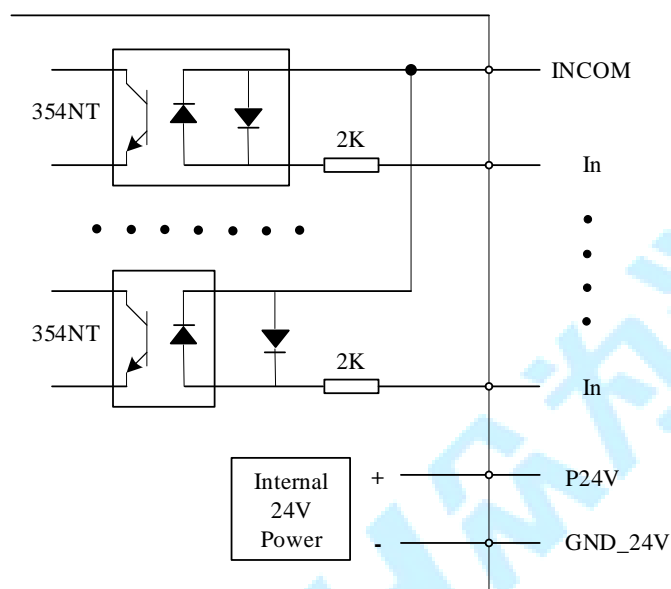 INCOM
354NT
2K
In
354NT
2K
In
Internal
24V
Power
+
P24V
-
GND_24V